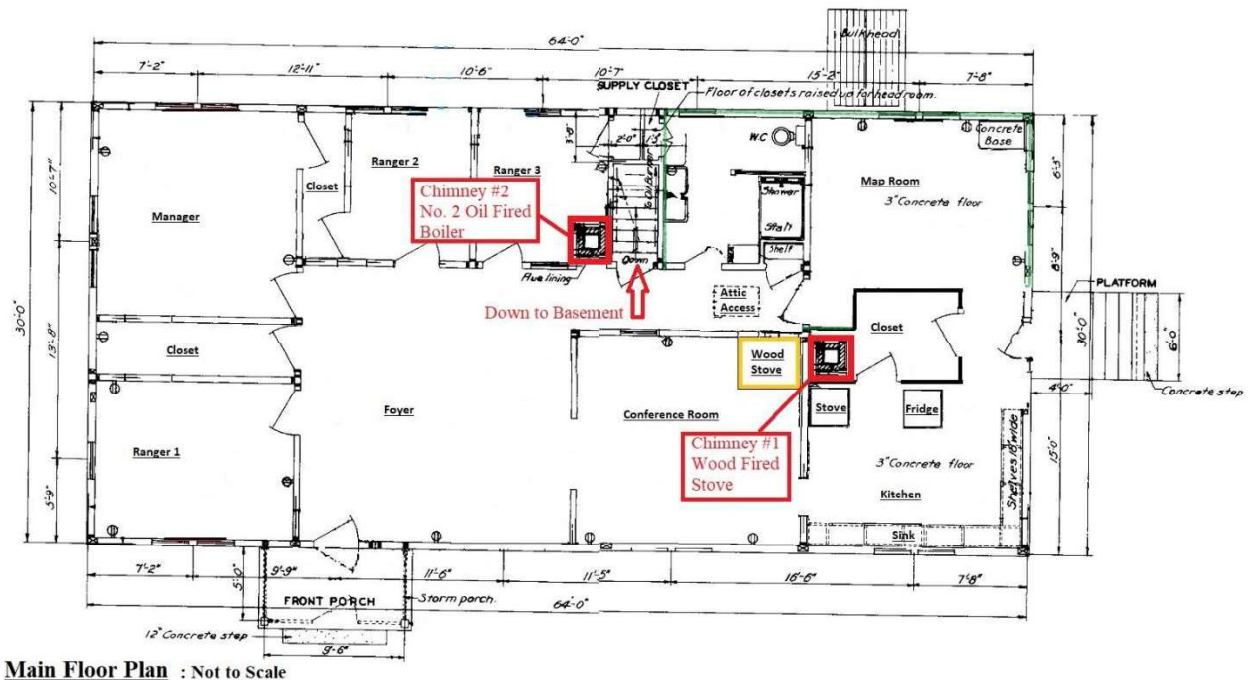 64'-0"
7'-2"
12'-11"
10'-6"
10'-7"
15'-2"
7'-8"
Bulkhead
SUPPLY CLOSET
Floor of closets raised up for headroom.
30'-0"
10'-7"
13'-8"
5'-9"
Manager
Closet
Ranger 2
Ranger 3
3'-8"
2'-0"
1'-5"
To Oil Burner
W.C
Shower
Stall
Shelf
Map Room
3" Concrete floor
Concrete
Base
6'-3"
8'-9"
15'-0"
30'-0"
Chimney #2
No. 2 Oil Fired
Boiler
Flue lining
Down
Down to Basement
Attic
Access
PLATFORM
6'-0"
4'-0"
Concrete step
Closet
Closet
Wood
Stove
Stove
Fridge
Foyer
Conference Room
Chimney #1
Wood Fired
Stove
Ranger 1
3" Concrete floor
Kitchen
Shelves 18" wide
Sink
7'-2"
9'-9"
11'-6"
11'-5"
16'-6"
7'-8"
5'-0"
FRONT PORCH
Storm porch.
64'-0"
12" Concrete step
9'-6"
Main Floor Plan : Not to Scale